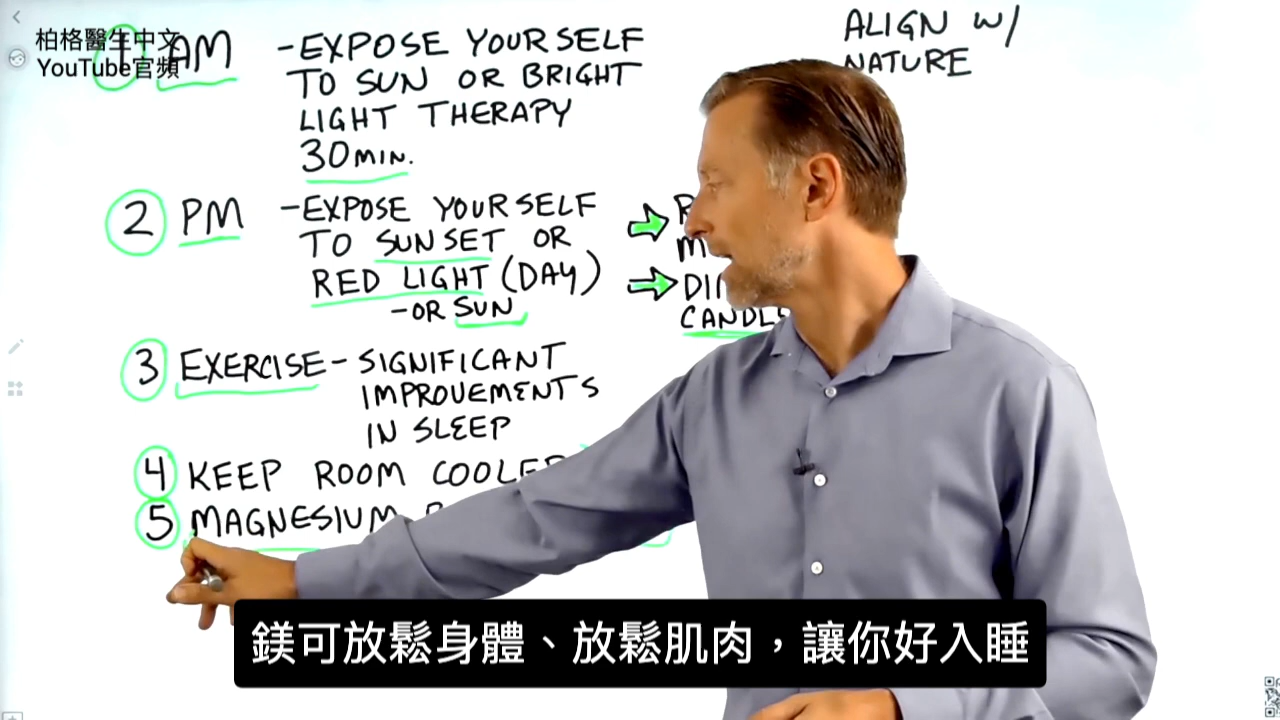 柏格醫生中文
YouTube官頻
1 AM
-EXPOSE YOURSELF
TO SUN OR BRIGHT
LIGHT THERAPY
30 MIN.
ALIGN W/
NATURE
2 PM
-EXPOSE YOURSELF
TO SUNSET OR
RED LIGHT (DAY)
-OR SUN
3 EXERCISE - SIGNIFICANT
IMPROVEMENTS
IN SLEEP
4 KEEP ROOM COOLER
5 MAGNESIUM
鎂可放鬆身體、放鬆肌肉，讓你好入睡